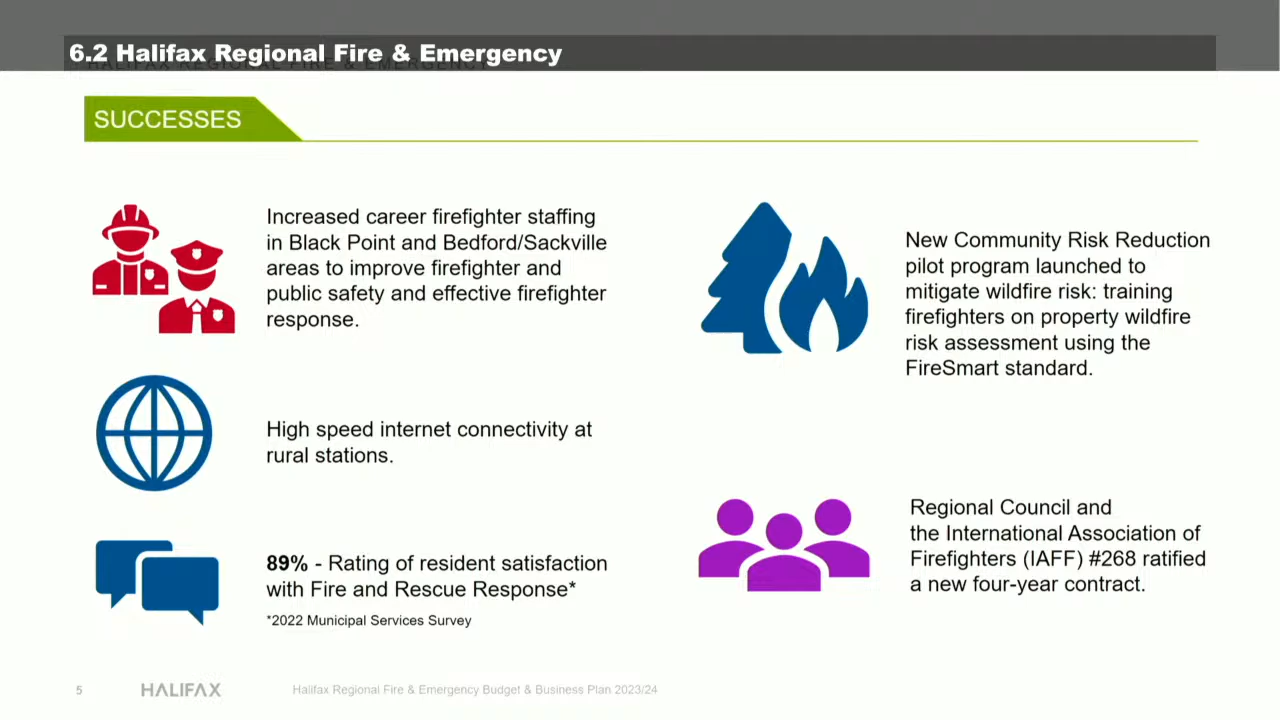 6.2 Halifax Regional Fire & Emergency
HALIFAX REGIONAL FIRE & EMERGENCY
SUCCESSES
Increased career firefighter staffing
in Black Point and Bedford/Sackville
areas to improve firefighter and
public safety and effective firefighter
response.
High speed internet connectivity at
rural stations.
89% - Rating of resident satisfaction
with Fire and Rescue Response*
*2022 Municipal Services Survey
New Community Risk Reduction
pilot program launched to
mitigate wildfire risk: training
firefighters on property wildfire
risk assessment using the
FireSmart standard.
Regional Council and
the International Association of
Firefighters (IAFF) #268 ratified
a new four-year contract.
5
HALIFAX
Halifax Regional Fire & Emergency Budget & Business Plan 2023/24